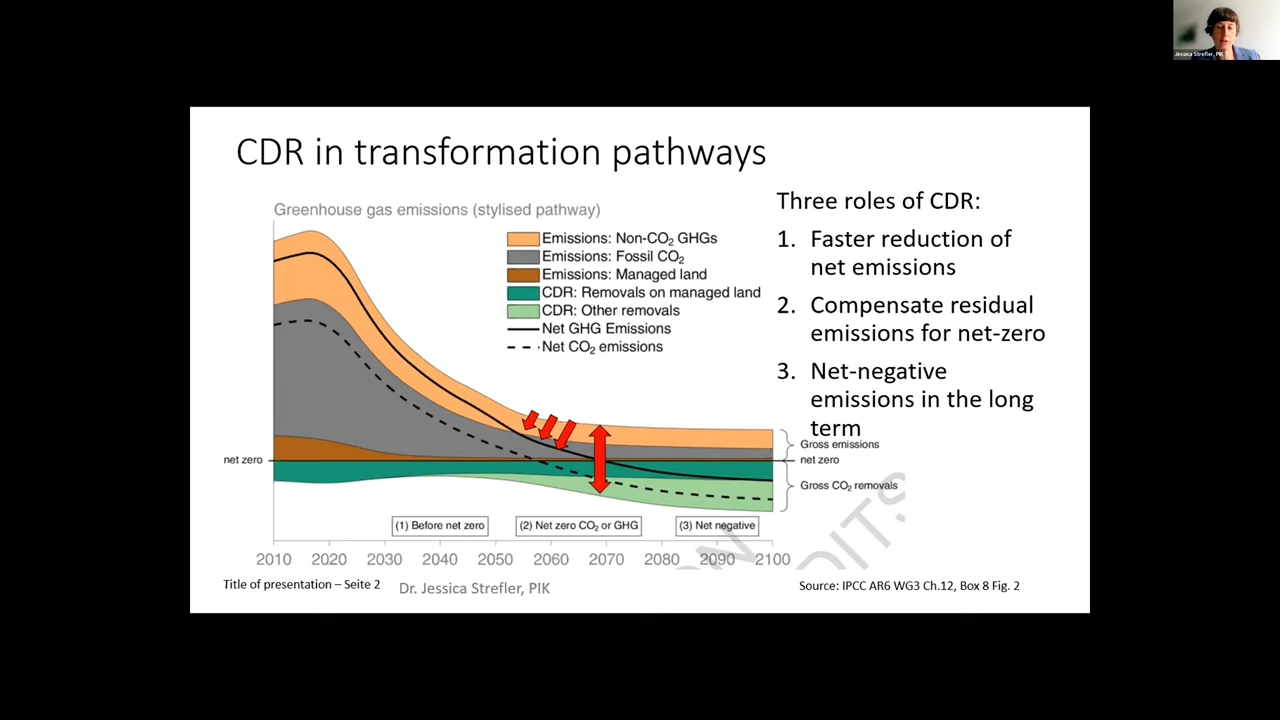 Jessica Strefler, PIK
CDR in transformation pathways
Greenhouse gas emissions (stylised pathway)
Emissions: Non-CO₂ GHGs
Emissions: Fossil CO₂
Emissions: Managed land
CDR: Removals on managed land
CDR: Other removals
Net GHG Emissions
Net CO₂ emissions
Three roles of CDR:
1. Faster reduction of
net emissions
2. Compensate residual
emissions for net-zero
3. Net-negative
emissions in the long
term
Gross emissions
net zero
net zero
Gross CO₂ removals
(1) Before net zero
(2) Net zero CO₂ or GHG
(3) Net negative
2010 2020 2030 2040 2050 2060 2070 2080 2090 2100
Title of presentation – Seite 2
Dr. Jessica Strefler, PIK
Source: IPCC AR6 WG3 Ch.12, Box 8 Fig. 2